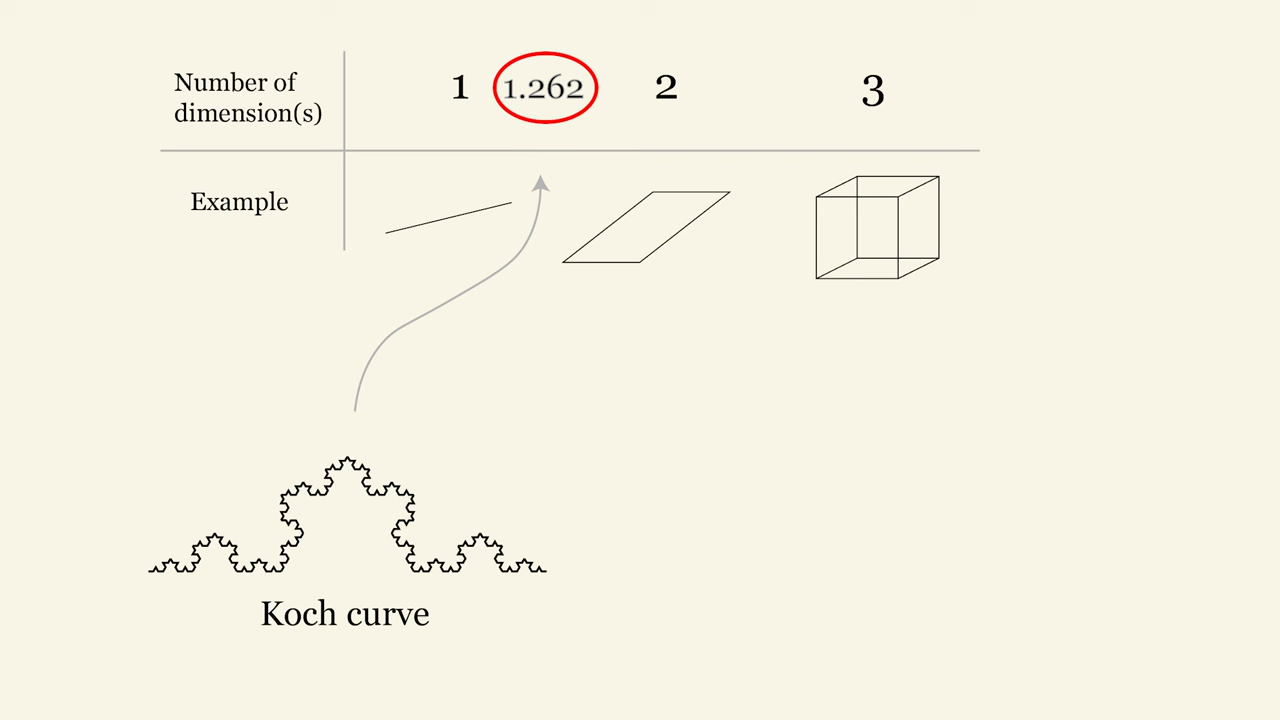 Number of
dimension(s)
1 1.262 2 3
Example
Koch curve